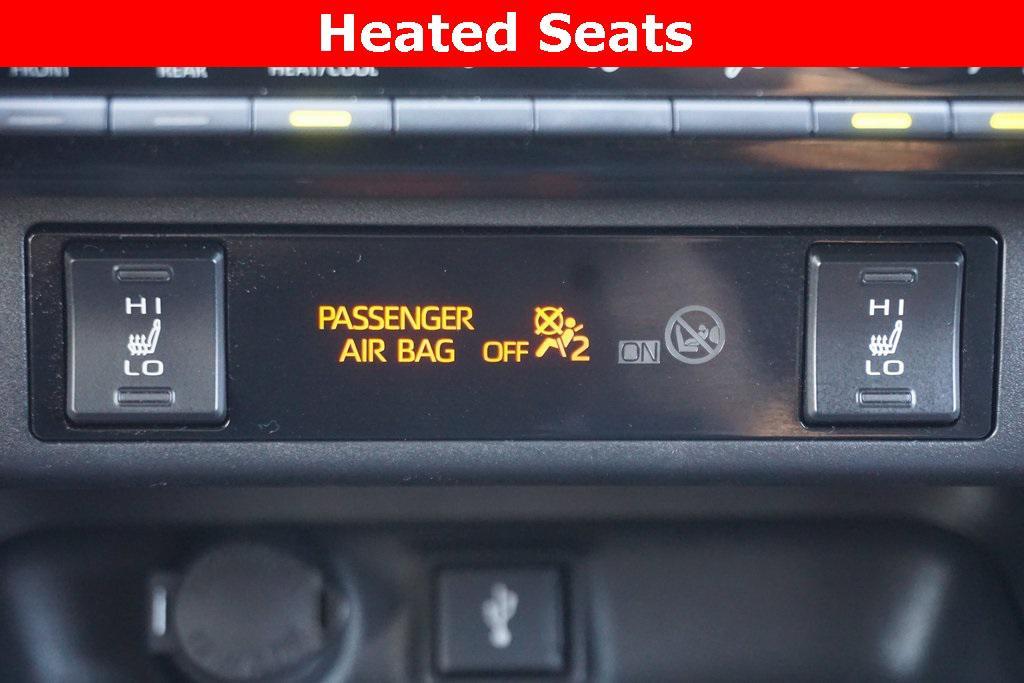 Heated Seats
FRONT REAR HEAT/COOL
HI
LO
PASSENGER
AIR BAG OFF 2 ON
HI
LO